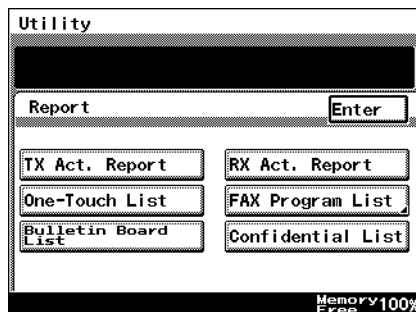 Utility
Report
Enter
TX Act. Report
RX Act. Report
One-Touch List
FAX Program List
Bulletin Board
List
Confidential List
Memory
Free 100%